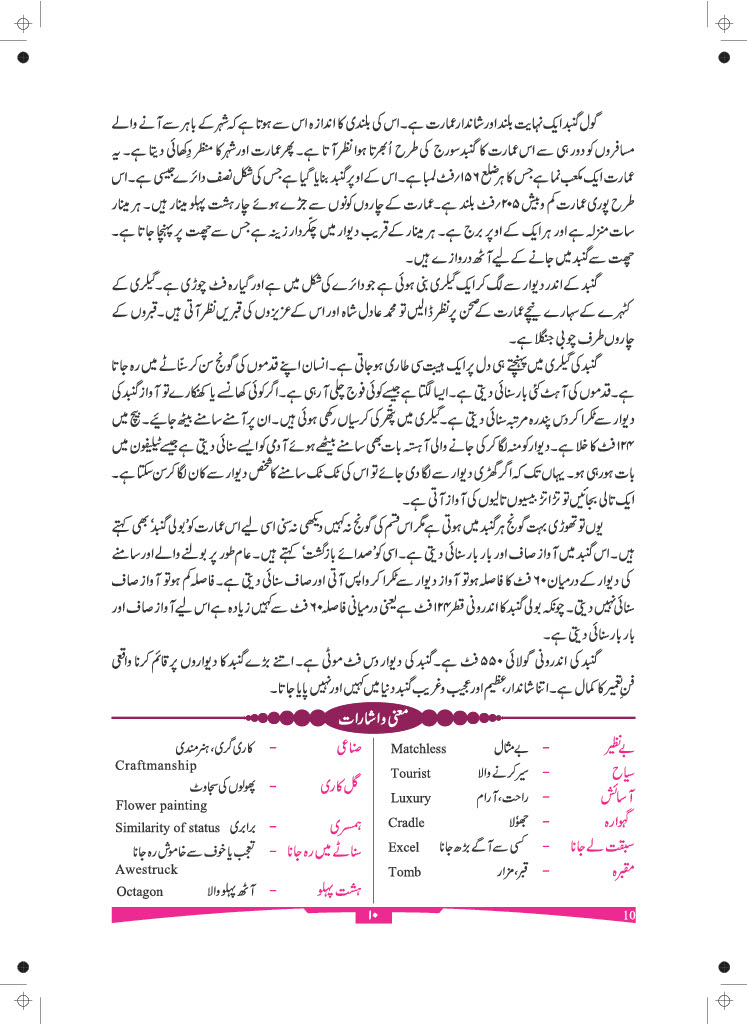 گول گنبد ایک نہایت بلند اور شاندار عمارت ہے۔ اس کی بلندی کا اندازہ اس سے ہوتا ہے کہ شہر کے باہر سے آنے والے
مسافروں کو دور ہی سے اس عمارت کا گنبد سورج کی طرح اُبھرتا ہوا نظر آتا ہے۔ پھر عمارت اور شہر کا منظر دِکھائی دیتا ہے۔ یہ
عمارت ایک مکعب نما ہے جس کا ہر ضلع ۱۵۶ رفٹ لمبا ہے۔ اس کے اوپر گنبد بنایا گیا ہے جس کی شکل نصف دائرے جیسی ہے۔ اس
طرح پوری عمارت کم و بیش ۲۰۵ رفٹ بلند ہے۔ عمارت کے چاروں کونوں سے جڑے ہوئے چار ہشت پہلو مینار ہیں۔ ہر مینار
سات منزلہ ہے اور ہر ایک کے اوپر برج ہے۔ ہر مینار کے قریب دیوار میں چکّردار زینہ ہے جس سے چھت پر پہنچا جاتا ہے۔
چھت سے گنبد میں جانے کے لیے آٹھ دروازے ہیں۔
گنبد کے اندر دیوار سے لگ کر ایک گیلری بنی ہوئی ہے جو دائرے کی شکل میں ہے اور گیارہ فٹ چوڑی ہے۔ گیلری کے
کٹہرے کے سہارے نیچے عمارت کے صحن پر نظر ڈالیں تو محمد عادل شاہ اور اس کے عزیزوں کی قبریں نظر آتی ہیں۔ قبروں کے
چاروں طرف چوبی جنگلا ہے۔
گنبد کی گیلری میں پہنچتے ہی دل پر ایک ہیبت سی طاری ہوجاتی ہے۔ انسان اپنے قدموں کی گونج سن کر سنّاٹے میں رہ جاتا
ہے۔ قدموں کی آہٹ کئی بار سنائی دیتی ہے۔ ایسا لگتا ہے جیسے کوئی فوج چلی آ رہی ہے۔ اگر کوئی کھانسے یا کھنکارے تو آواز گنبد کی
دیوار سے ٹکرا کر دس پندرہ مرتبہ سنائی دیتی ہے۔ گیلری میں پتّھر کی کرسیاں رکھی ہوئی ہیں۔ ان پر آمنے سامنے بیٹھ جائیے۔ بیچ میں
۱۲۴ فٹ کا خلا ہے۔ دیوار کو منہ لگا کر کی جانے والی آہستہ بات بھی سامنے بیٹھے ہوئے آدمی کو ایسے سنائی دیتی ہے جیسے ٹیلیفون میں
بات ہو رہی ہو۔ یہاں تک کہ اگر گھڑی دیوار سے لگا دی جائے تو اس کی ٹک ٹک سامنے کا شخص دیوار سے کان لگا کر سن سکتا ہے۔
ایک تالی بجائیں تو تڑاتڑ بیسیوں تالیوں کی آواز آتی ہے۔
یوں تو تھوڑی بہت گونج ہر گنبد میں ہوتی ہے مگر اس قسم کی گونج نہ کہیں دیکھی نہ سنی اسی لیے اس عمارت کو ’بولی گنبد‘ بھی کہتے
ہیں۔ اس گنبد میں آواز صاف اور بار بار سنائی دیتی ہے۔ اسی کو ’صدائے بازگشت‘ کہتے ہیں۔ عام طور پر بولنے والے اور سامنے
کی دیوار کے درمیان ۶۰ فٹ کا فاصلہ ہو تو آواز دیوار سے ٹکرا کر واپس آتی اور صاف سنائی دیتی ہے۔ فاصلہ کم ہو تو آواز صاف
سنائی نہیں دیتی۔ چونکہ بولی گنبد کا اندرونی قطر ۱۲۴ فٹ ہے یعنی درمیانی فاصلہ ۶۰ فٹ سے کہیں زیادہ ہے اس لیے آواز صاف اور
بار بار سنائی دیتی ہے۔
گنبد کی اندرونی گولائی ۵۵۰ فٹ ہے۔ گنبد کی دیوار دس فٹ موٹی ہے۔ اتنے بڑے گنبد کا دیواروں پر قائم کرنا واقعی
فنِ تعمیر کا کمال ہے۔ اتنا شاندار، عظیم اور عجیب و غریب گنبد دنیا میں کہیں اور نہیں پایا جاتا۔
معنی و اشارات
بے نظیر - بے مثال Matchless
سیاح - سیر کرنے والا Tourist
آسائش - راحت، آرام Luxury
گہوارہ - جھوٗلا Cradle
سبقت لے جانا - کسی سے آگے بڑھ جانا Excel
مقبرہ - قبر، مزار Tomb
صناعی - کاری گری، ہنرمندی
Craftmanship
گل کاری - پھولوں کی سجاوٹ
Flower painting
ہمسری - برابری Similarity of status
سناٹے میں رہ جانا - تعجب یا خوف سے خاموش رہ جانا
Awestruck
ہشت پہلو - آٹھ پہلو والا Octagon
۱۰
10